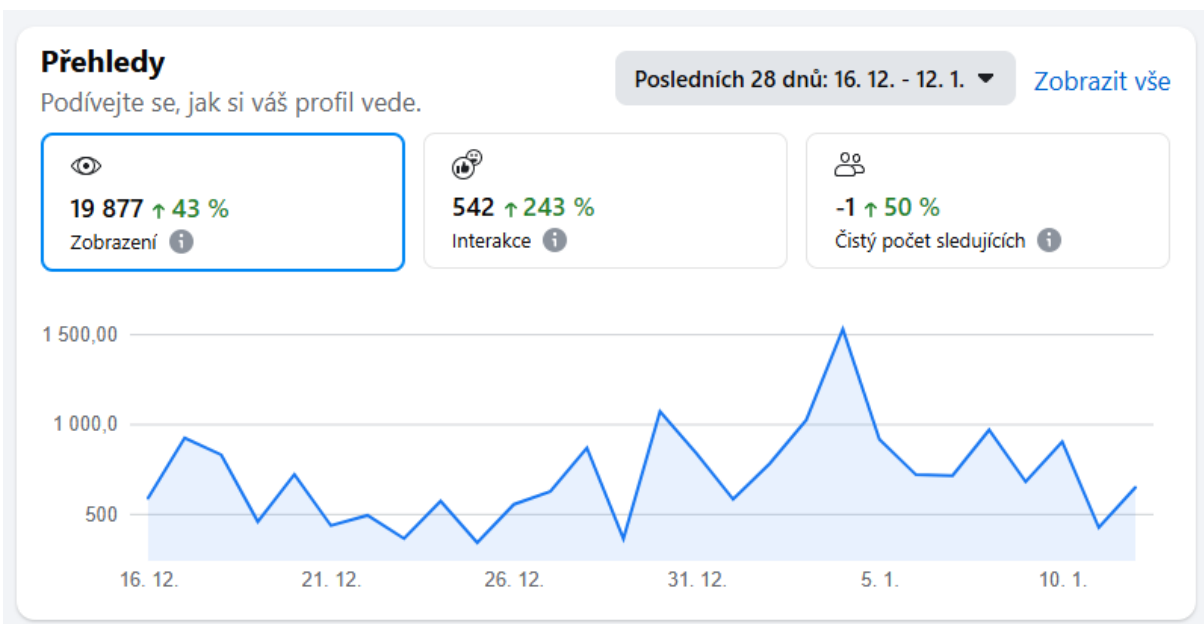 Přehledy
Posledních 28 dnů: 16. 12. - 12. 1.
Zobrazit vše
Podívejte se, jak si váš profil vede.
19 877 ↑ 43 %
Zobrazení
542 ↑ 243 %
Interakce
-1 ↑ 50 %
Čistý počet sledujících
1 500,00
1 000,0
500
16. 12.
21. 12.
26. 12.
31. 12.
5. 1.
10. 1.